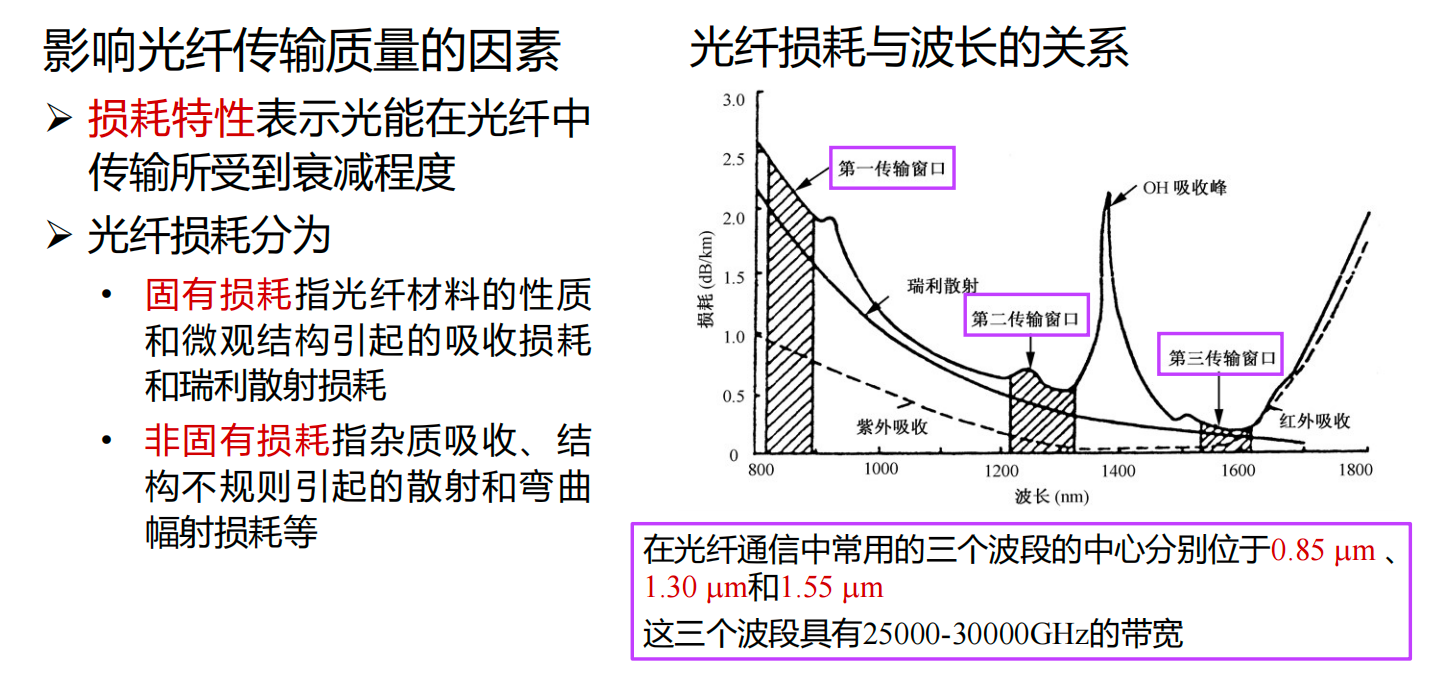 影响光纤传输质量的因素
➢ 损耗特性表示光能在光纤中
传输所受到衰减程度
➢ 光纤损耗分为
• 固有损耗指光纤材料的性质
和微观结构引起的吸收损耗
和瑞利散射损耗
• 非固有损耗指杂质吸收、结
构不规则引起的散射和弯曲
幅射损耗等
光纤损耗与波长的关系
3.0
2.5
2.0
1.5
1.0
0.5
0
损耗 (dB/km)
第一传输窗口
OH 吸收峰
瑞利散射
第二传输窗口
第三传输窗口
紫外吸收
红外吸收
800 1000 1200 1400 1600 1800
波长 (nm)
在光纤通信中常用的三个波段的中心分别位于0.85 μm 、
1.30 μm和1.55 μm
这三个波段具有25000-30000GHz的带宽